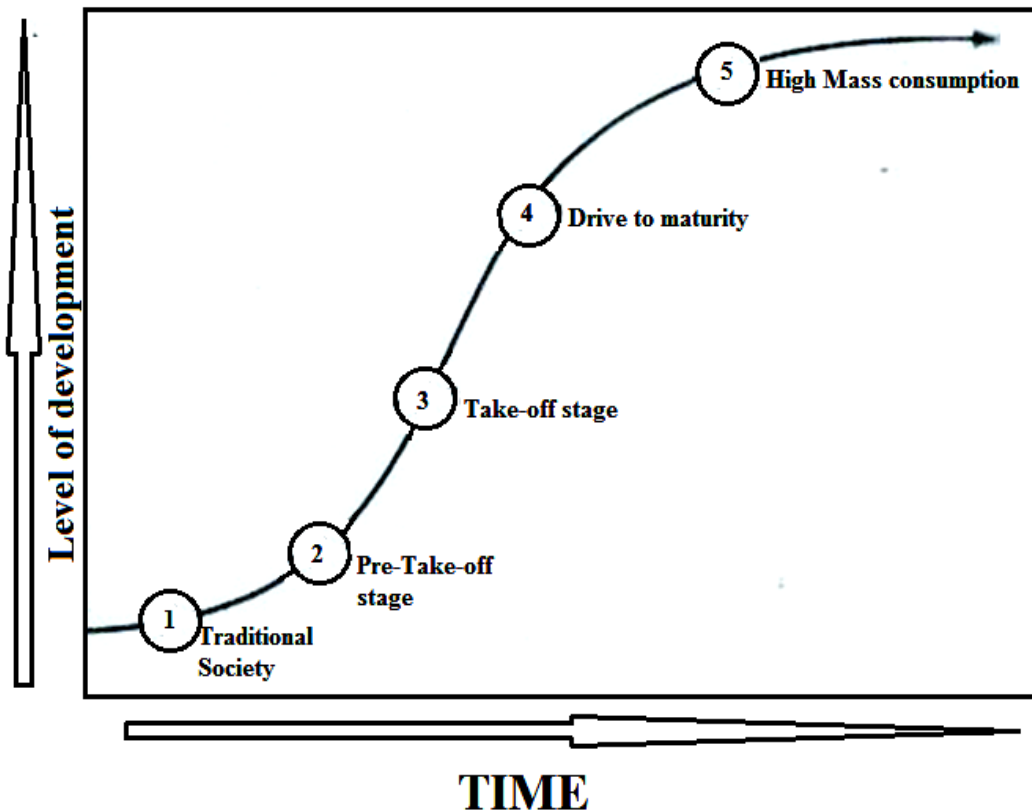 Level of development
5
High Mass consumption
4
Drive to maturity
3
Take-off stage
2
Pre-Take-off
stage
1
Traditional
Society
TIME